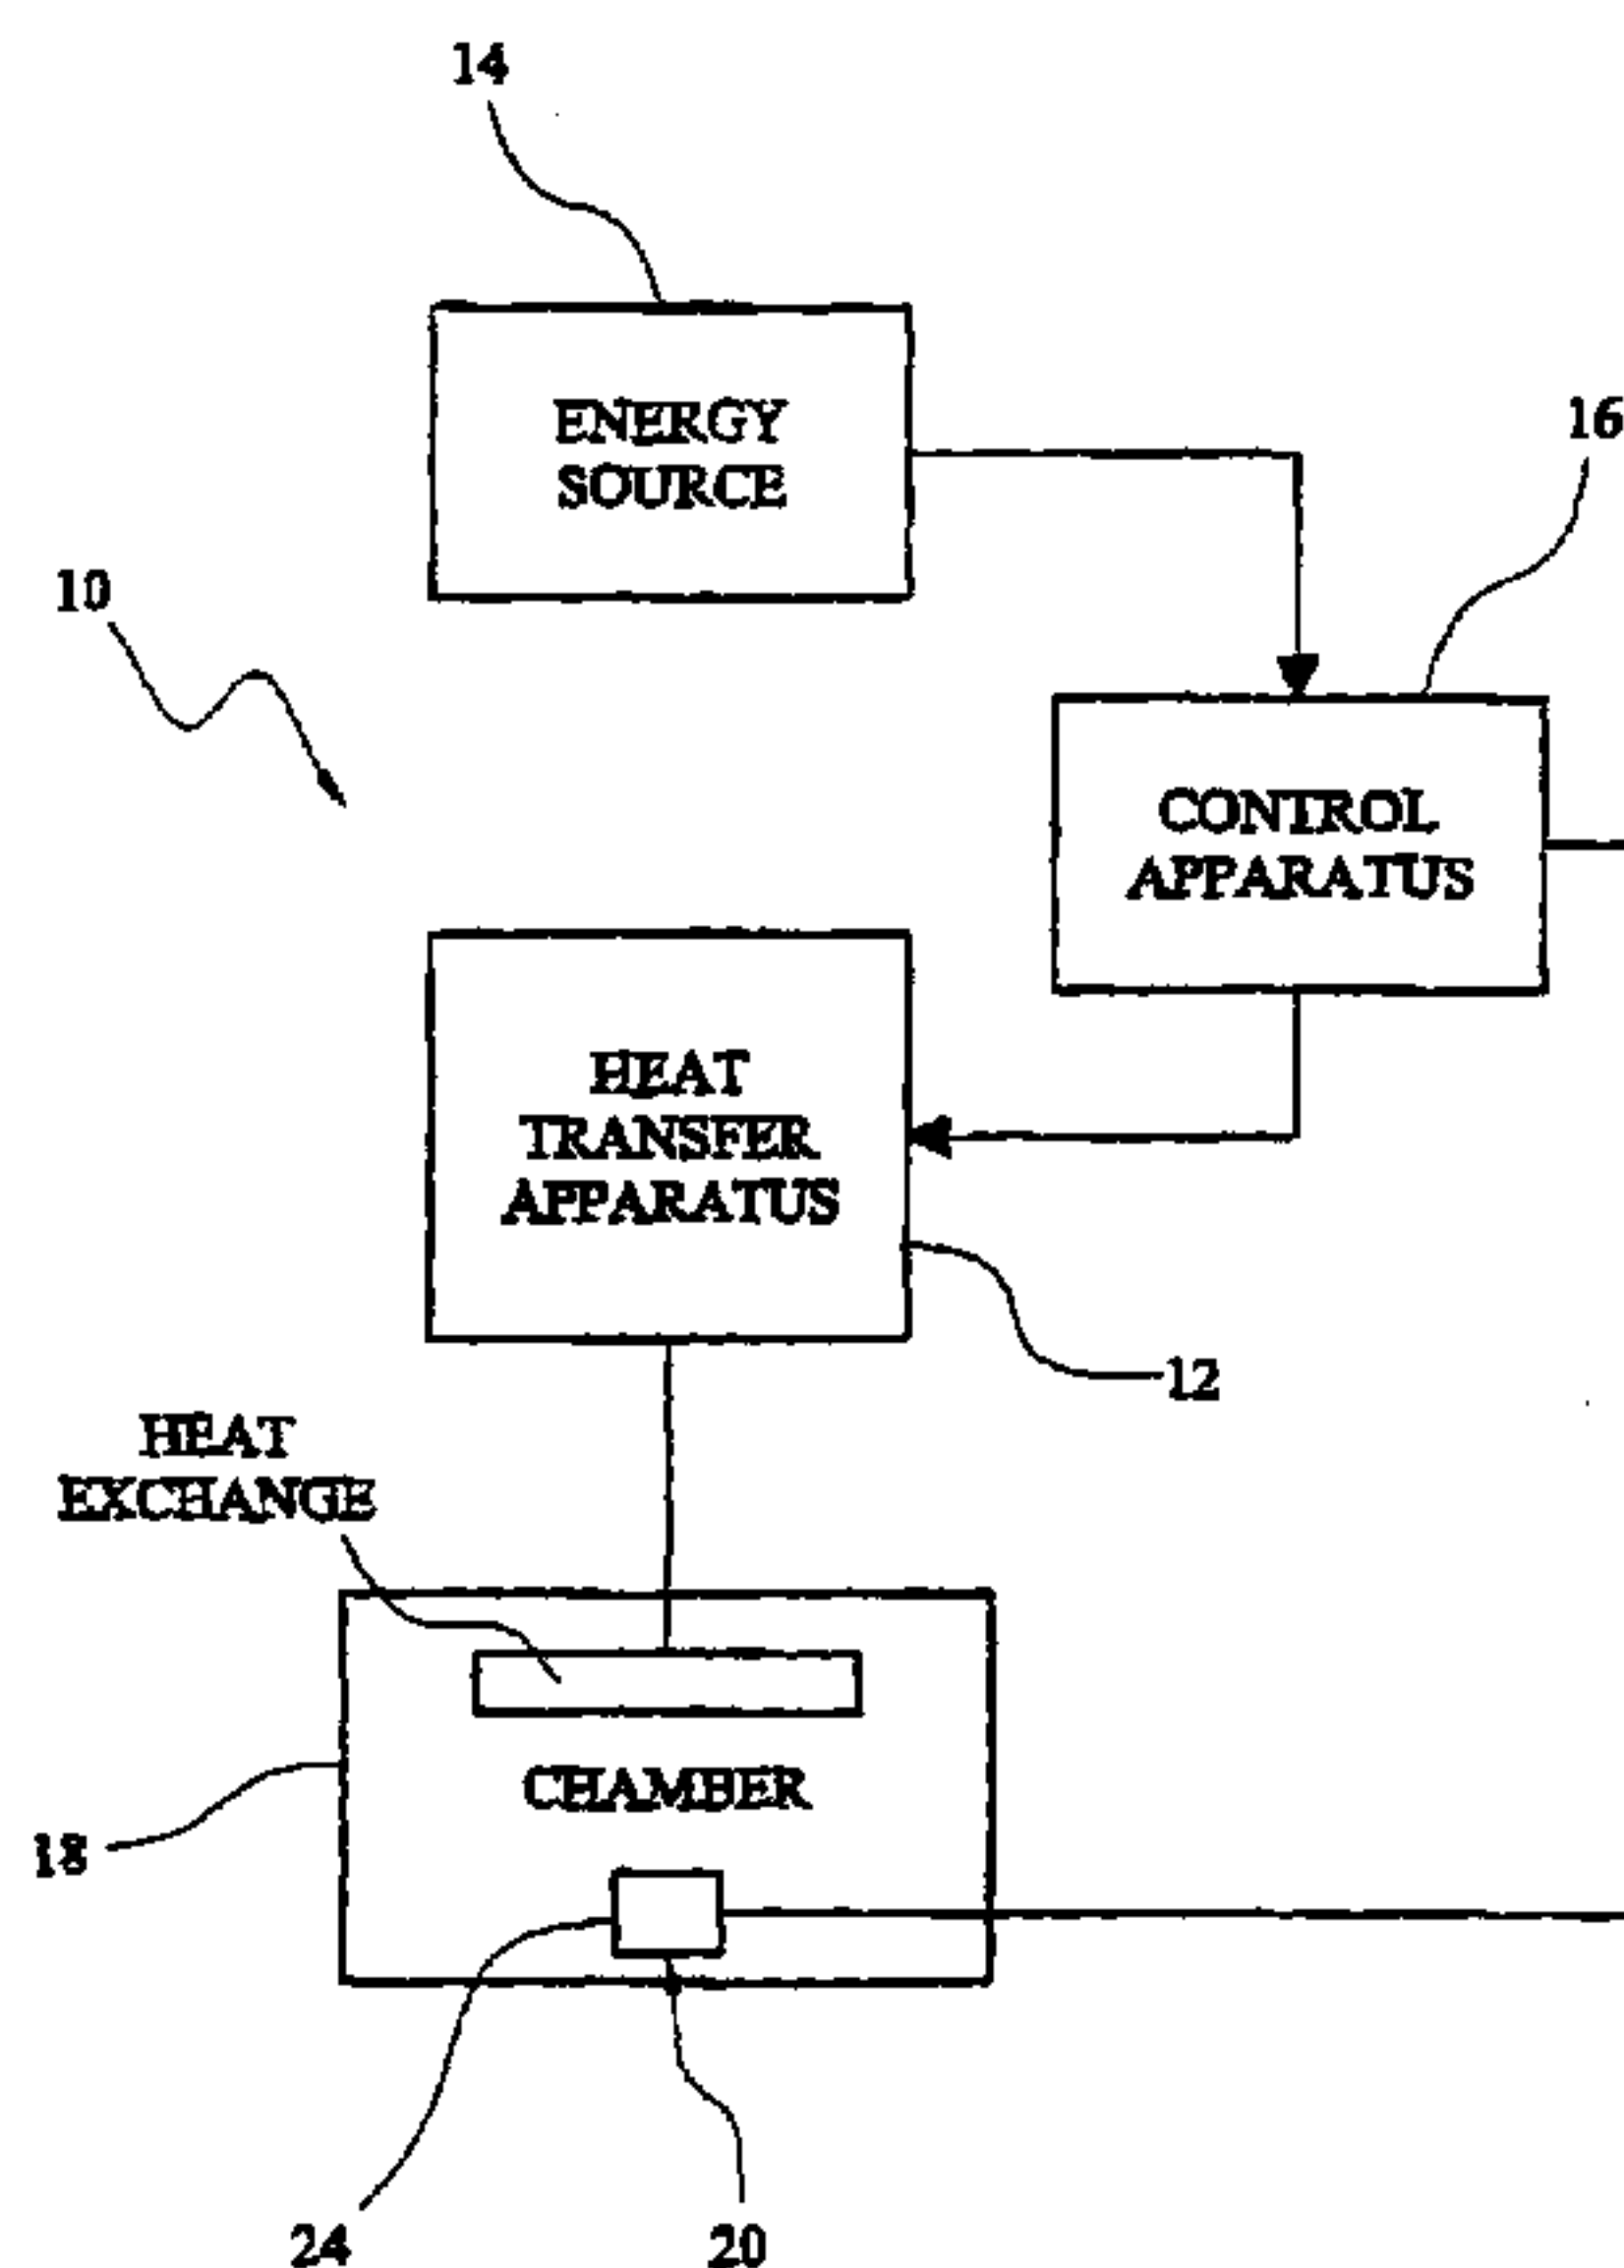 14
ENERGY
SOURCE
16
10
CONTROL
APPARATUS
HEAT
TRANSFER
APPARATUS
12
HEAT
EXCHANGE
CHAMBER
18
24
20